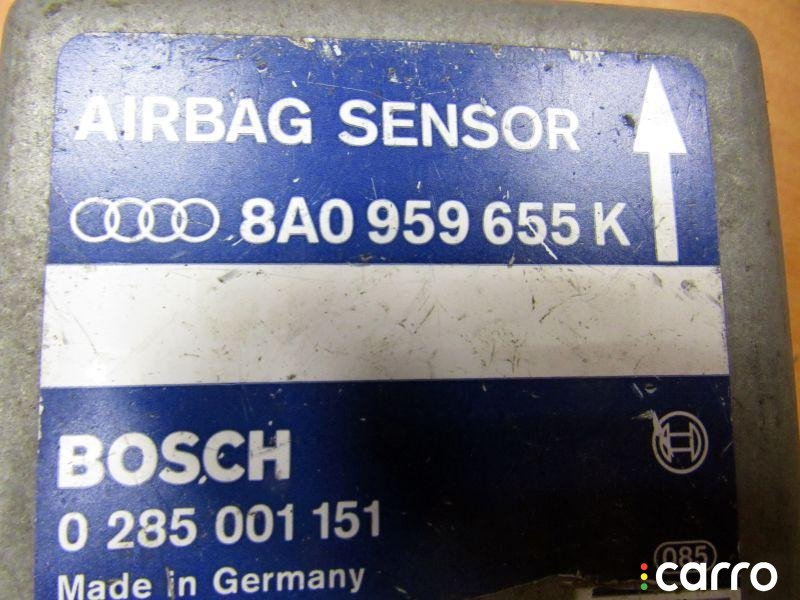 AIRBAG SENSOR
8A0 959 655 K
BOSCH
0 285 001 151
085
Made in Germany
carro